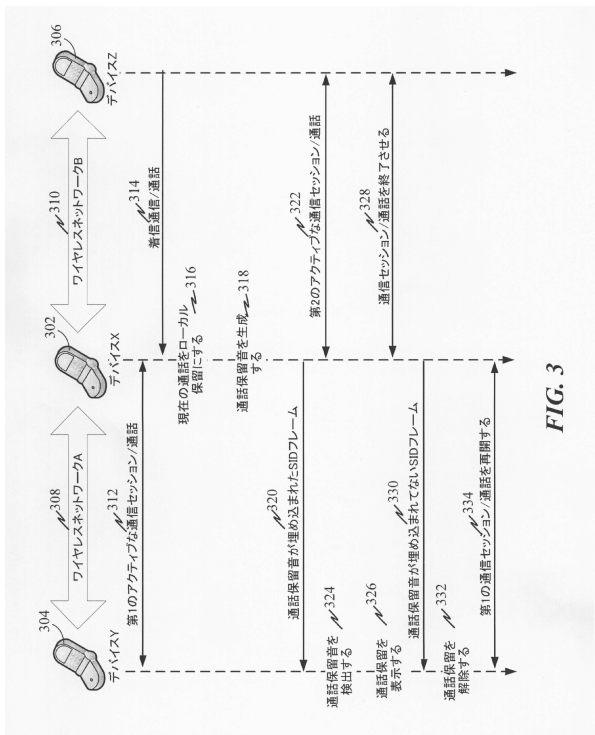 304
デバイスY
308
ワイヤレスネットワークA
302
デバイスX
310
ワイヤレスネットワークB
306
デバイスZ
312
第1のアクティブな通信セッション/通話
314
着信通信/通話
現在の通話をローカル
保留にする
316
通話保留音を生成
する
318
320
通話保留音が埋め込まれたSIDフレーム
322
第2のアクティブな通信セッション/通話
通話保留音を
検出する
324
通話保留を
表示する
326
328
通信セッション/通話を終了させる
330
通話保留音が埋め込まれてないSIDフレーム
通話保留を
解除する
332
334
第1の通信セッション/通話を再開する
FIG. 3